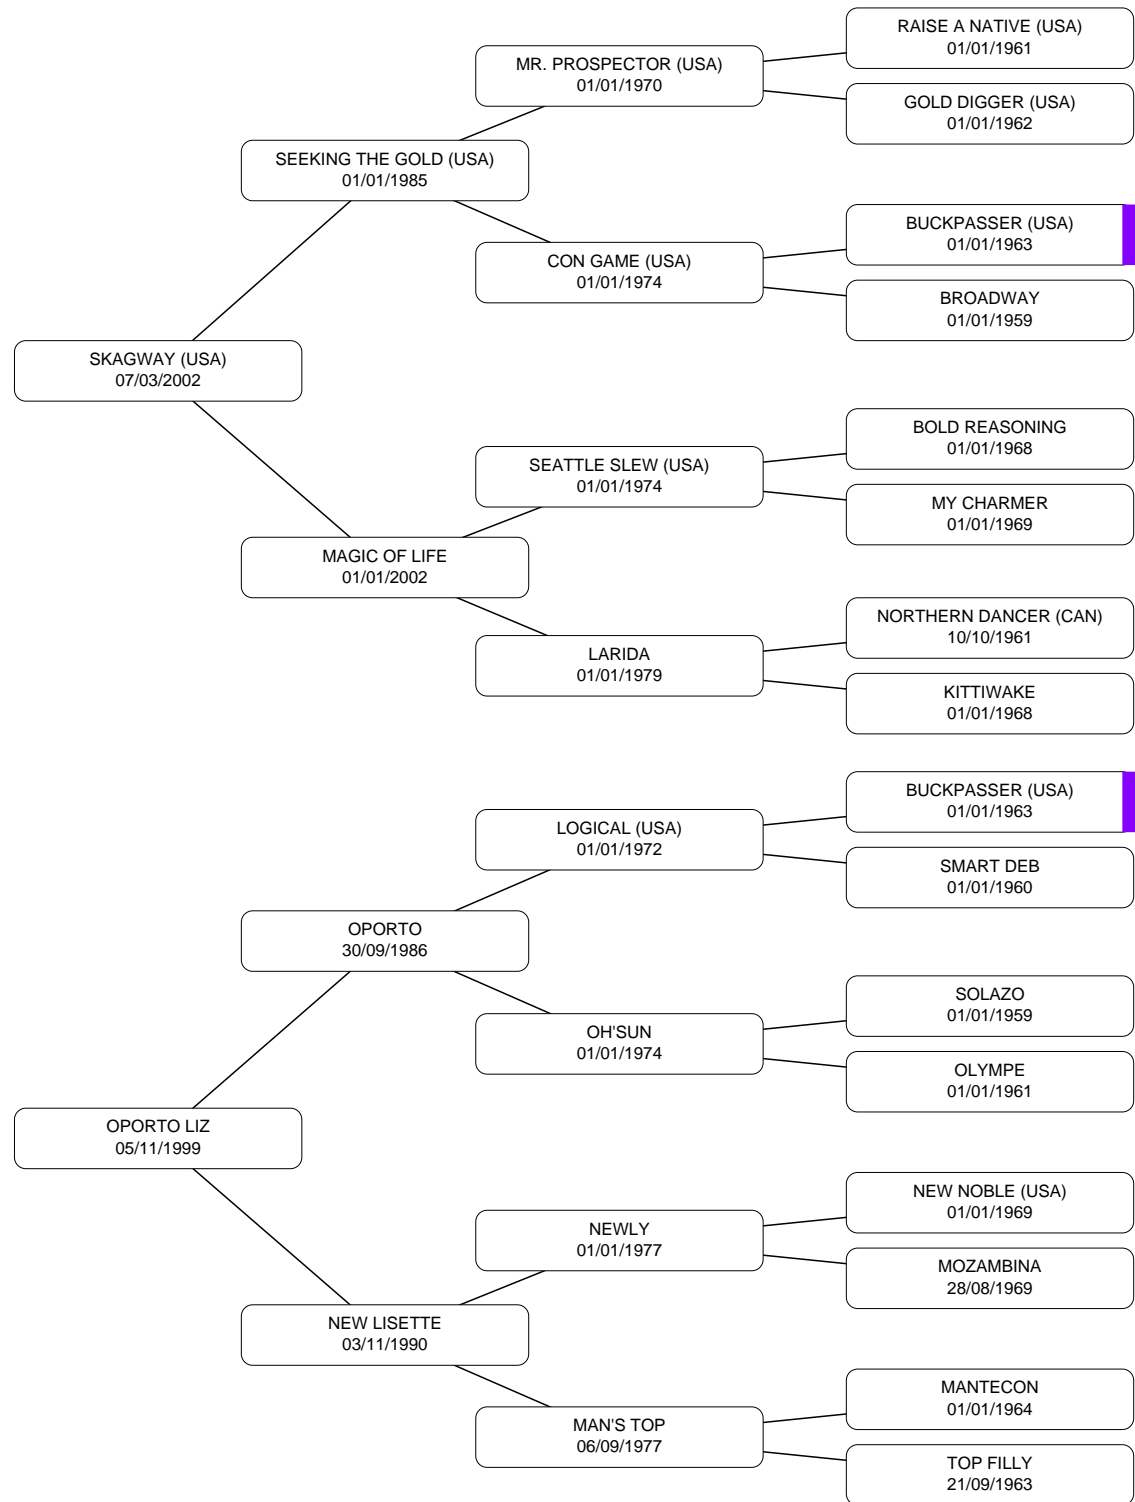 RAISE A NATIVE (USA)
01/01/1961
MR. PROSPECTOR (USA)
01/01/1970
GOLD DIGGER (USA)
01/01/1962
SEEKING THE GOLD (USA)
01/01/1985
BUCKPASSER (USA)
01/01/1963
CON GAME (USA)
01/01/1974
BROADWAY
01/01/1959
SKAGWAY (USA)
07/03/2002
BOLD REASONING
01/01/1968
SEATTLE SLEW (USA)
01/01/1974
MY CHARMER
01/01/1969
MAGIC OF LIFE
01/01/2002
NORTHERN DANCER (CAN)
10/10/1961
LARIDA
01/01/1979
KITTIWAKE
01/01/1968
BUCKPASSER (USA)
01/01/1963
LOGICAL (USA)
01/01/1972
SMART DEB
01/01/1960
OPORTO
30/09/1986
SOLAZO
01/01/1959
OH'SUN
01/01/1974
OLYMPE
01/01/1961
OPORTO LIZ
05/11/1999
NEW NOBLE (USA)
01/01/1969
NEWLY
01/01/1977
MOZAMBINA
28/08/1969
NEW LISETTE
03/11/1990
MANTECON
01/01/1964
MAN'S TOP
06/09/1977
TOP FILLY
21/09/1963